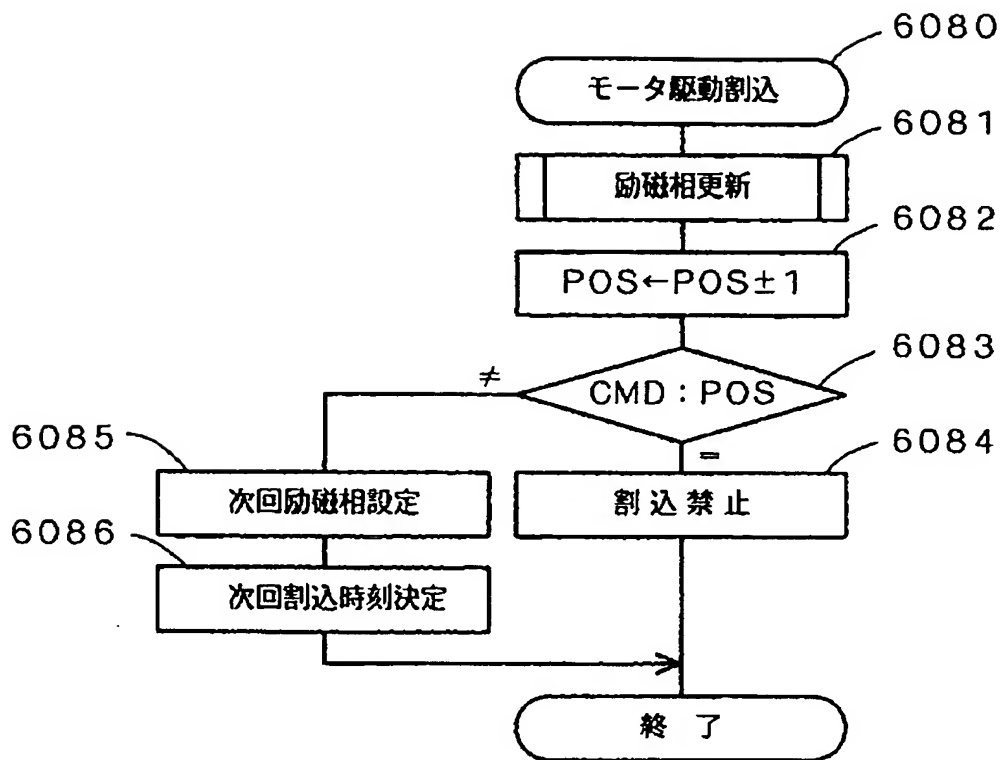 6080
モータ駆動割込
6081
励磁相更新
6082
POS←POS±1
6083
≠
CMD:POS
6085
6084
=
次回励磁相設定
割込禁止
6086
次回割込時刻決定
終了